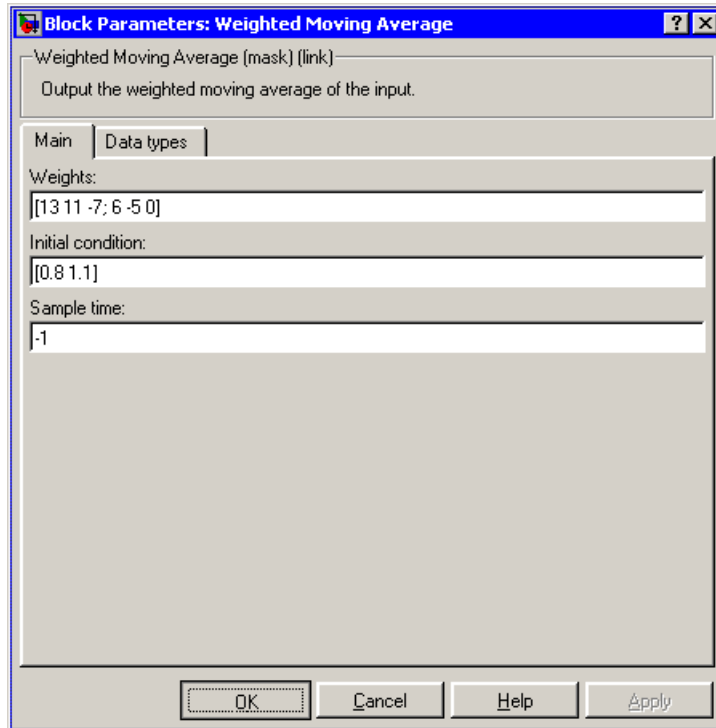 Block Parameters: Weighted Moving Average
Weighted Moving Average (mask) (link)
Output the weighted moving average of the input.
Main Data types
Weights:
[13 11 -7; 6 -5 0]
Initial condition:
[0.8 1.1]
Sample time:
-1
OK Cancel Help Apply